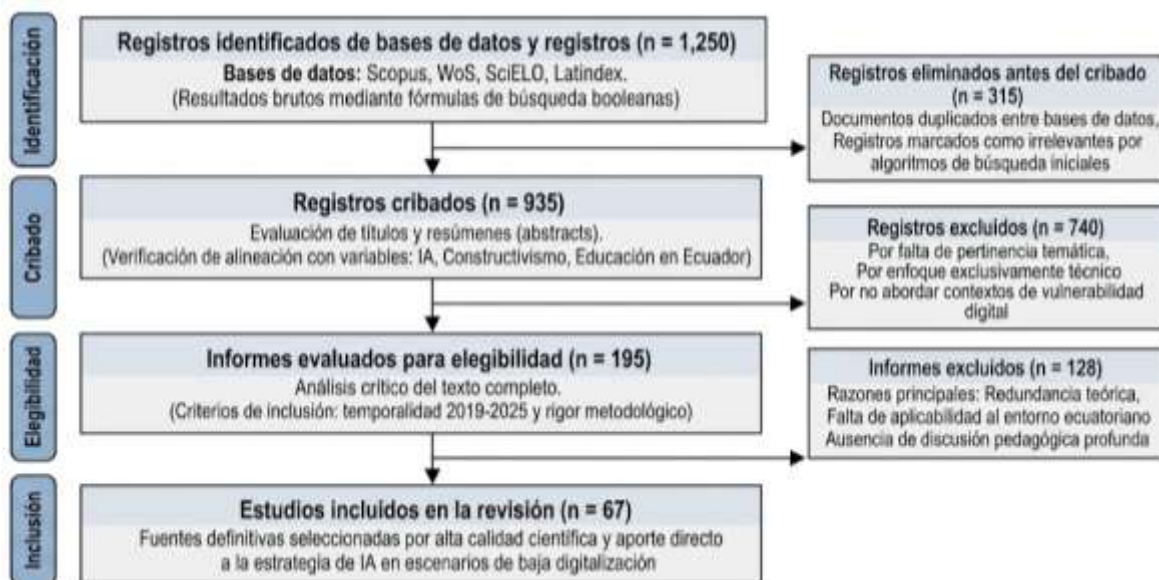 Identificación
Registros identificados de bases de datos y registros (n = 1,250)
Bases de datos: Scopus, WoS, SciELO, Latindex.
(Resultados brutos mediante fórmulas de búsqueda booleanas)
Registros eliminados antes del cribado
(n = 315)
Documentos duplicados entre bases de datos,
Registros marcados como irrelevantes por
algoritmos de búsqueda iniciales
Cribado
Registros cribados (n = 935)
Evaluación de títulos y resúmenes (abstracts).
(Verificación de alineación con variables: IA, Constructivismo, Educación en Ecuador)
Registros excluidos (n = 740)
Por falta de pertinencia temática,
Por enfoque exclusivamente técnico
Por no abordar contextos de vulnerabilidad
digital
Elegibilidad
Informes evaluados para elegibilidad (n = 195)
Análisis crítico del texto completo.
(Criterios de inclusión: temporalidad 2019-2025 y rigor metodológico)
Informes excluidos (n = 128)
Razones principales: Redundancia teórica,
Falta de aplicabilidad al entorno ecuatoriano
Ausencia de discusión pedagógica profunda
Inclusión
Estudios incluidos en la revisión (n = 67)
Fuentes definitivas seleccionadas por alta calidad científica y aporte directo
a la estrategia de IA en escenarios de baja digitalización